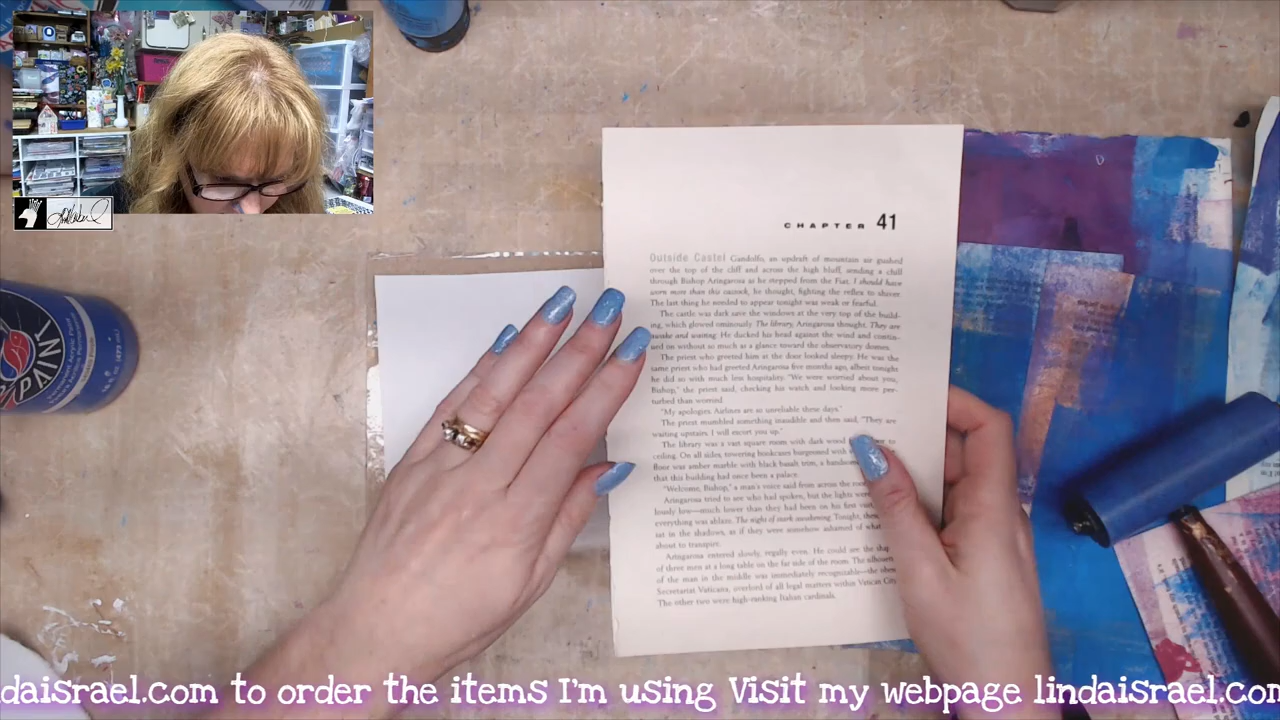 CHAPTER 41
Outside Castel Gandolfo, an updraft of mountain air gushed
over the top of the cliff and across the high bluff, sending a chill
through Bishop Aringarosa as he stepped from the Fiat. I should have
worn more than this cassock, he thought, fighting the reflex to shiver.
The last thing he needed to appear tonight was weak or fearful.
The castle was dark save the windows at the very top of the build-
ing, which glowed ominously. The library, Aringarosa thought. They are
awake and waiting. He ducked his head against the wind and contin-
ued on without so much as a glance toward the observatory domes.
The priest who greeted him at the door looked sleepy. He was the
same priest who had greeted Aringarosa five months ago, albeit tonight
he did so with much less hospitality. "We were worried about you,
Bishop," the priest said, checking his watch and looking more per-
turbed than worried.
"My apologies. Airlines are so unreliable these days."
The priest mumbled something inaudible and then said, "They are
waiting upstairs. I will escort you up."
The library was a vast square room with dark wood to
ceiling. On all sides, towering bookcases burgeoned with
floor was amber marble with black basalt trim, a handsome
that this building had once been a palace.
"Welcome, Bishop," a man's voice said from across the room
Aringarosa tried to see who had spoken, but the lights were
lously low—much lower than they had been on his first visit,
everything was ablaze. The night of stark awakening. Tonight, these
sat in the shadows, as if they were somehow ashamed of what
about to transpire.
Aringarosa entered slowly, regally even. He could see the shap
of three men at a long table on the far side of the room. The silhouett
of the man in the middle was immediately recognizable—the obese
Secretariat Vaticana, overlord of all legal matters within Vatican City
The other two were high-ranking Italian cardinals.
PAINT
daisrael.com to order the items I'm using Visit my webpage lindaisrael.com